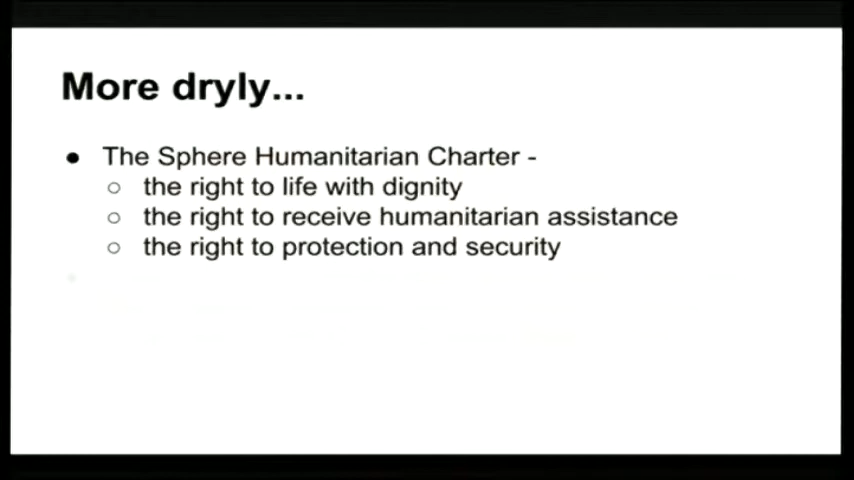 More dryly...
● The Sphere Humanitarian Charter -
○ the right to life with dignity
○ the right to receive humanitarian assistance
○ the right to protection and security